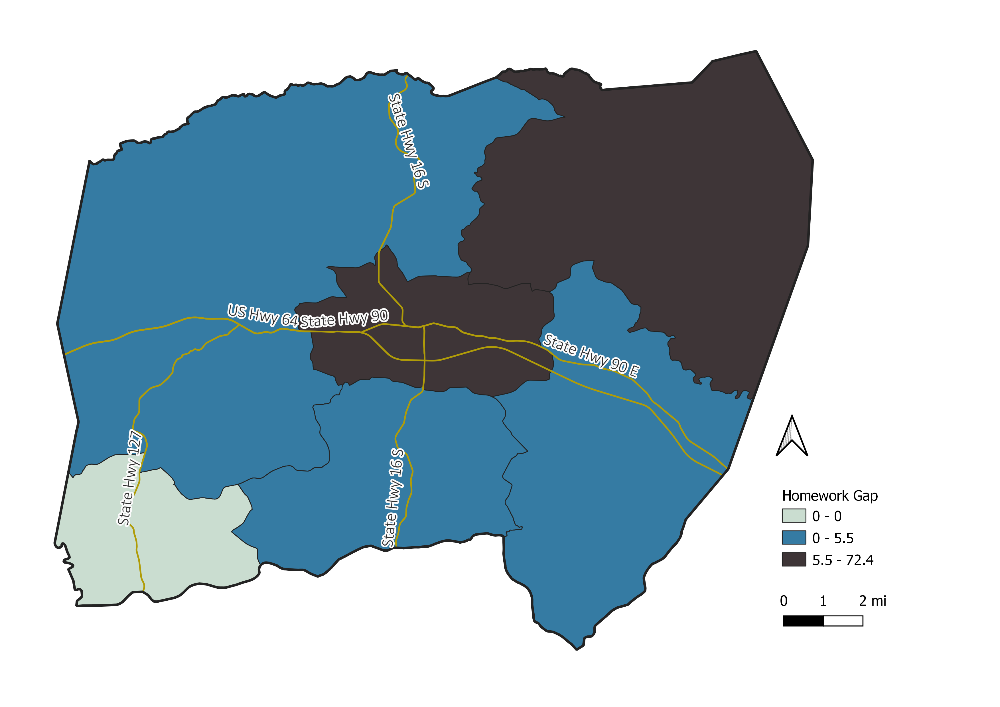 State Hwy 16 S
US Hwy 64
State Hwy 90
State Hwy 90 E
State Hwy 127
State Hwy 16 S
Homework Gap
0 - 0
0 - 5.5
5.5 - 72.4
0 1 2 mi